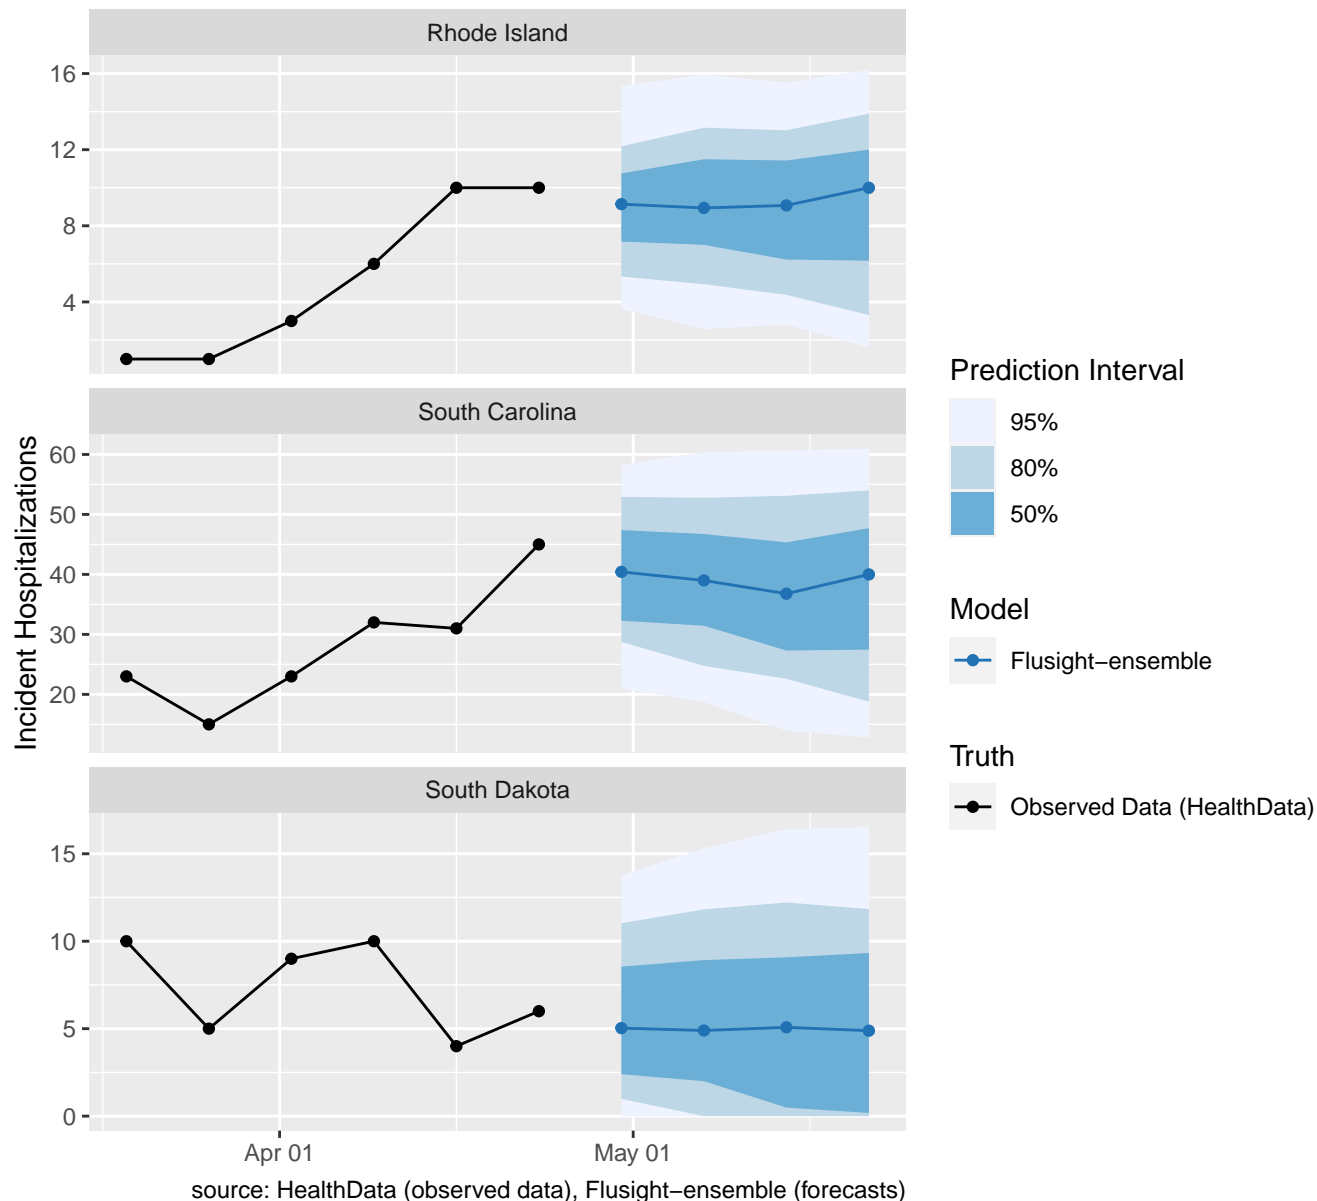 Rhode Island
16
12
8
4
South Carolina
60
50
40
30
20
South Dakota
15
10
5
0
Apr 01
May 01
Incident Hospitalizations
source: HealthData (observed data), Flusight−ensemble (forecasts)
Prediction Interval
95%
80%
50%
Model
Flusight−ensemble
Truth
Observed Data (HealthData)